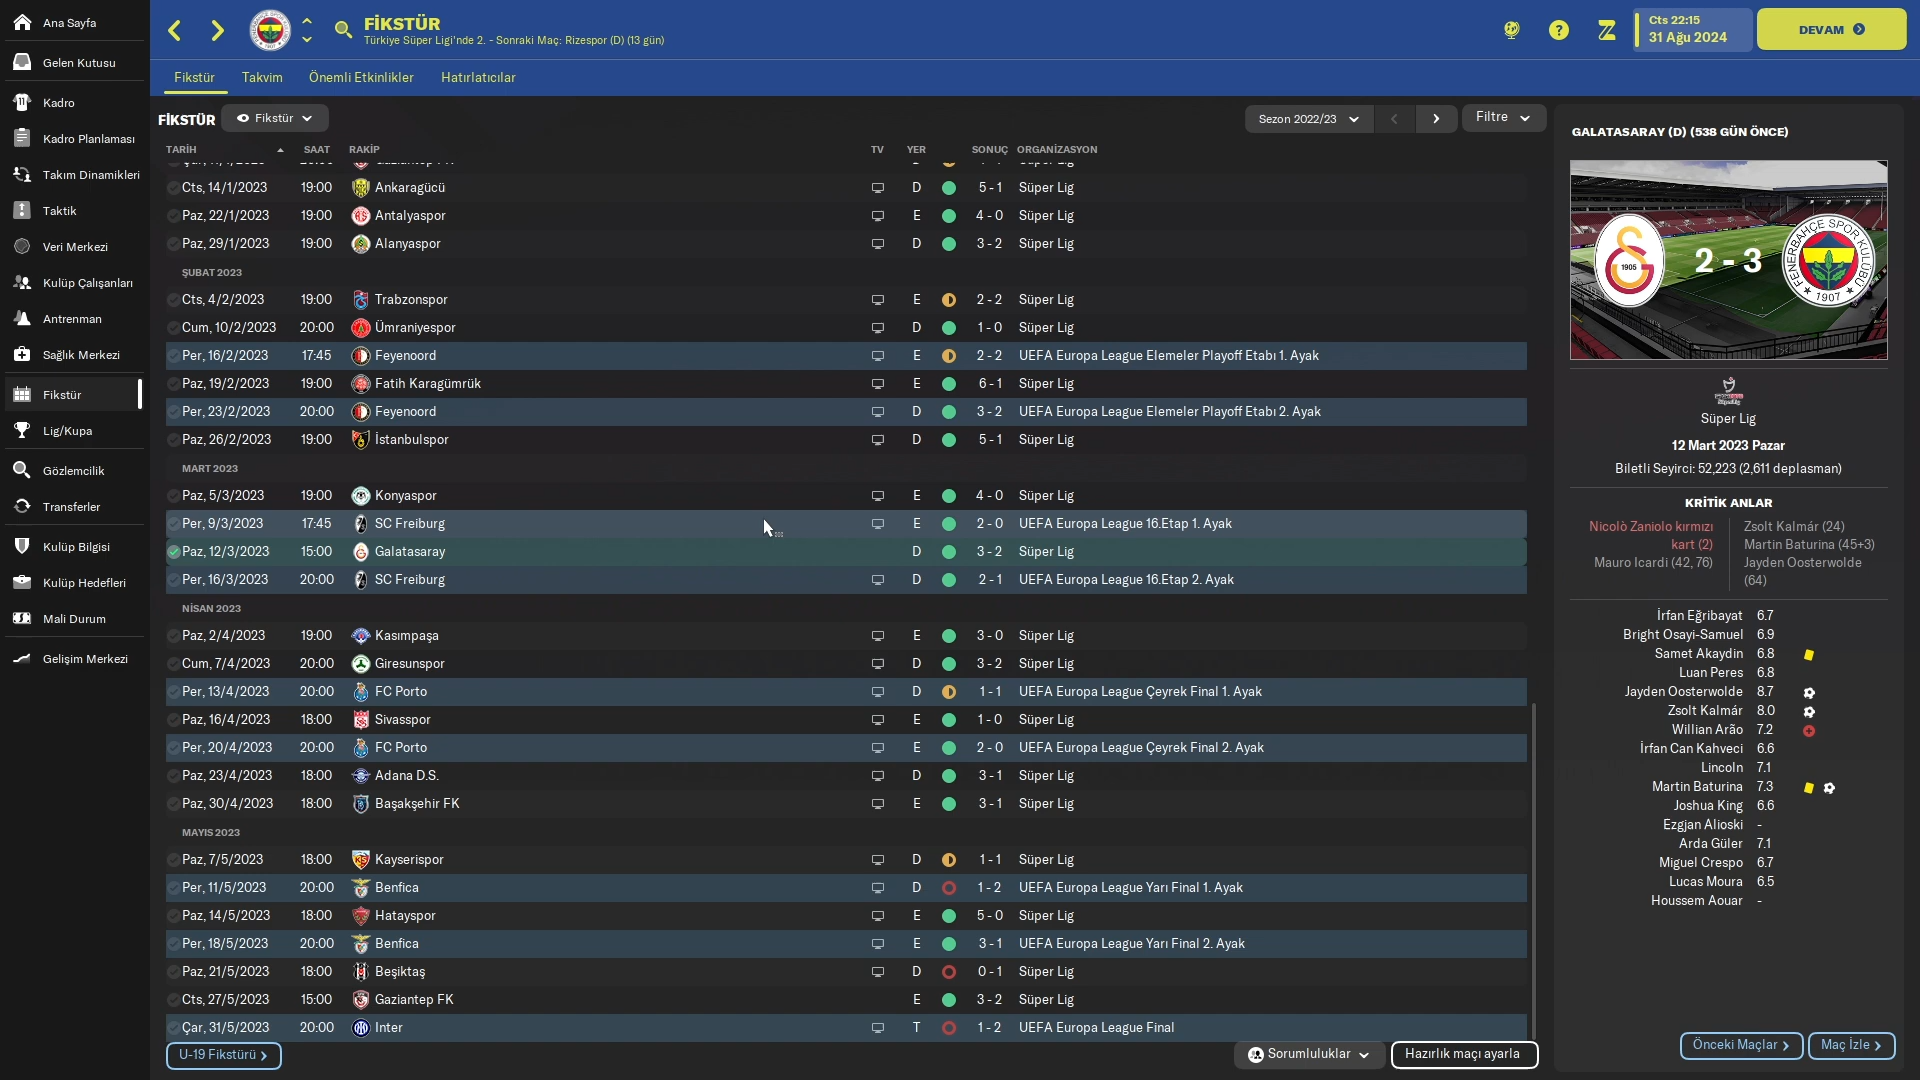 Ana Sayfa
Gelen Kutusu
Kadro
Kadro Planlaması
Takım Dinamikleri
Taktik
Veri Merkezi
Kulüp Çalışanları
Antrenman
Sağlık Merkezi
Fikstür
Lig/Kupa
Gözlemcilik
Transferler
Kulüp Bilgisi
Kulüp Hedefleri
Mali Durum
Gelişim Merkezi
FİKSTÜR
Türkiye Süper Ligi'nde 2. - Sonraki Maç: Rizespor (D) (13 gün)
Cts 22:15
31 Ağu 2024
DEVAM
Fikstür Takvim Önemli Etkinlikler Hatırlatıcılar
FİKSTÜR Fikstür Sezon 2022/23 Filtre
TARİH SAAT RAKİP TV YER SONUÇ ORGANİZASYON
Cts, 14/1/2023 19:00 Ankaragücü D 5 - 1 Süper Lig
Paz, 22/1/2023 19:00 Antalyaspor E 4 - 0 Süper Lig
Paz, 29/1/2023 19:00 Alanyaspor D 3 - 2 Süper Lig
ŞUBAT 2023
Cts, 4/2/2023 19:00 Trabzonspor E 2 - 2 Süper Lig
Cum, 10/2/2023 20:00 Ümraniyespor D 1 - 0 Süper Lig
Per, 16/2/2023 17:45 Feyenoord E 2 - 2 UEFA Europa League Elemeler Playoff Etabı 1. Ayak
Paz, 19/2/2023 19:00 Fatih Karagümrük E 6 - 1 Süper Lig
Per, 23/2/2023 20:00 Feyenoord D 3 - 2 UEFA Europa League Elemeler Playoff Etabı 2. Ayak
Paz, 26/2/2023 19:00 İstanbulspor D 5 - 1 Süper Lig
MART 2023
Paz, 5/3/2023 19:00 Konyaspor E 4 - 0 Süper Lig
Per, 9/3/2023 17:45 SC Freiburg E 2 - 0 UEFA Europa League 16.Etap 1. Ayak
Paz, 12/3/2023 15:00 Galatasaray D 3 - 2 Süper Lig
Per, 16/3/2023 20:00 SC Freiburg D 2 - 1 UEFA Europa League 16.Etap 2. Ayak
NİSAN 2023
Paz, 2/4/2023 19:00 Kasımpaşa E 3 - 0 Süper Lig
Cum, 7/4/2023 20:00 Giresunspor D 3 - 2 Süper Lig
Per, 13/4/2023 20:00 FC Porto D 1 - 1 UEFA Europa League Çeyrek Final 1. Ayak
Paz, 16/4/2023 18:00 Sivasspor E 1 - 0 Süper Lig
Per, 20/4/2023 20:00 FC Porto E 2 - 0 UEFA Europa League Çeyrek Final 2. Ayak
Paz, 23/4/2023 18:00 Adana D.S. D 3 - 1 Süper Lig
Paz, 30/4/2023 18:00 Başakşehir FK E 3 - 1 Süper Lig
MAYIS 2023
Paz, 7/5/2023 18:00 Kayserispor D 1 - 1 Süper Lig
Per, 11/5/2023 20:00 Benfica D 1 - 2 UEFA Europa League Yarı Final 1. Ayak
Paz, 14/5/2023 18:00 Hatayspor E 5 - 0 Süper Lig
Per, 18/5/2023 20:00 Benfica E 3 - 1 UEFA Europa League Yarı Final 2. Ayak
Paz, 21/5/2023 18:00 Beşiktaş D 0 - 1 Süper Lig
Cts, 27/5/2023 15:00 Gaziantep FK E 3 - 2 Süper Lig
Çar, 31/5/2023 20:00 Inter T 1 - 2 UEFA Europa League Final
U-19 Fikstürü Sorumluluklar Hazırlık maçı ayarla
GALATASARAY (D) (538 GÜN ÖNCE)
1905 2 - 3 FENERBAHÇE SPOR KULÜBÜ 1907
Süper Lig
12 Mart 2023 Pazar
Biletli Seyirci: 52,223 (2,611 deplasman)
KRİTİK ANLAR
Nicolò Zaniolo kırmızı
kart (2)
Mauro Icardi (42, 76)
Zsolt Kalmár (24)
Martin Baturina (45+3)
Jayden Oosterwolde
(64)
İrfan Eğribayat 6.7
Bright Osayi-Samuel 6.9
Samet Akaydin 6.8
Luan Peres 6.8
Jayden Oosterwolde 8.7
Zsolt Kalmár 8.0
Willian Arão 7.2
İrfan Can Kahveci 6.6
Lincoln 7.1
Martin Baturina 7.3
Joshua King 6.6
Ezgjan Alioski -
Arda Güler 7.1
Miguel Crespo 6.7
Lucas Moura 6.5
Houssem Aouar -
Önceki Maçlar Maç İzle